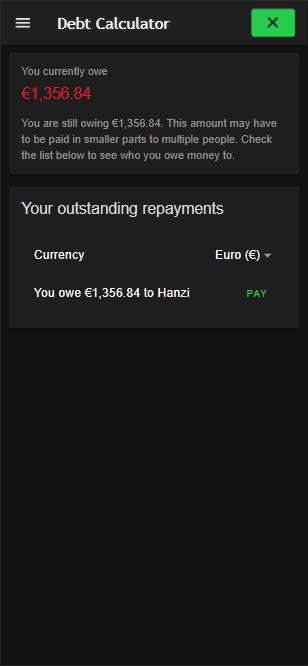 Debt Calculator
You currently owe
€1,356.84
You are still owing €1,356.84. This amount may have
to be paid in smaller parts to multiple people. Check
the list below to see who you owe money to.
Your outstanding repayments
Currency Euro (€)
You owe €1,356.84 to Hanzi PAY